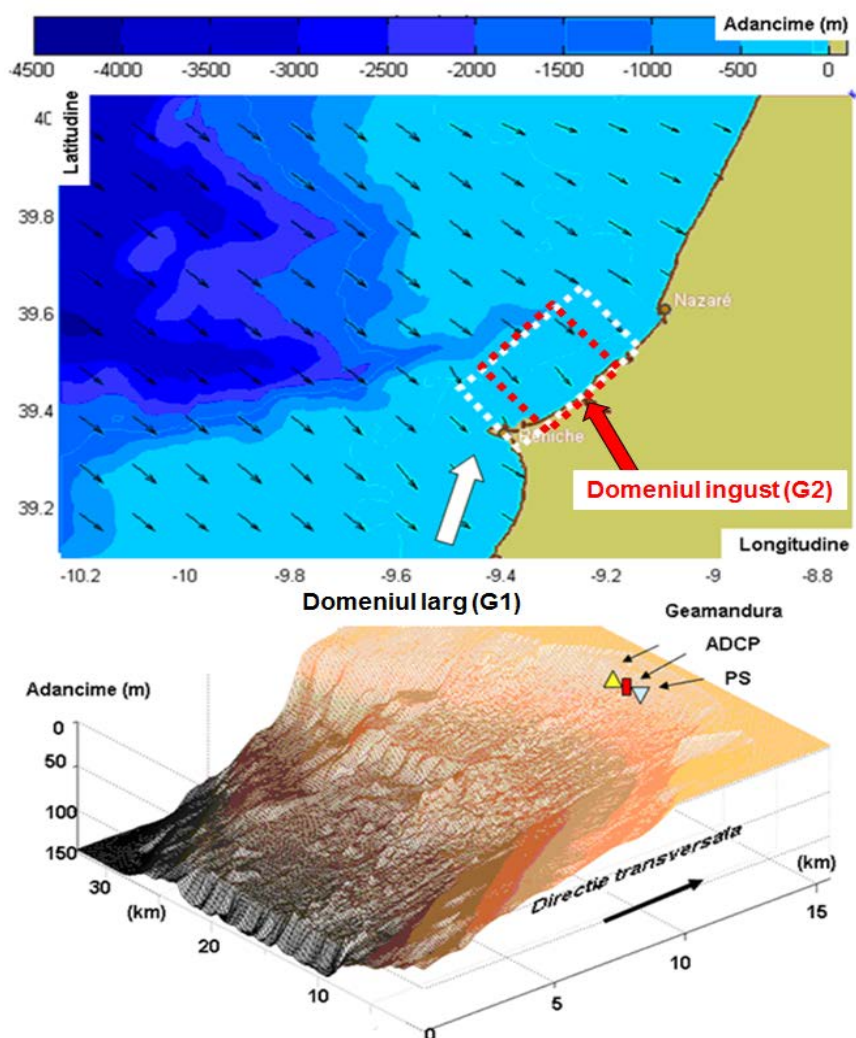 Adancime (m)
-4500 -4000 -3500 -3000 -2500 -2000 -1500 -1000 -500 0 100
Latitudine
39.8
39.6
39.4
39.2
Nazaré
Peniche
Domeniul ingust (G2)
Longitudine
-10.2 -10 -9.8 -9.6 -9.4 -9.2 -9 -8.8
Domeniul larg (G1)
Geamandura
ADCP
PS
Adancime (m)
0
50
100
150
30
(km)
20
10
Directie transversala
(km)
15
10
5
0